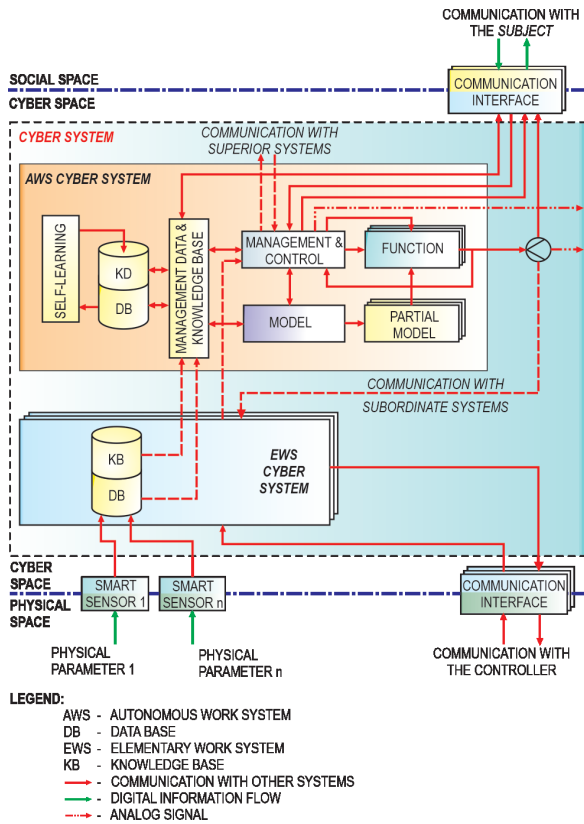 COMMUNICATION WITH
THE SUBJECT
SOCIAL SPACE
CYBER SPACE
COMMUNICATION
INTERFACE
CYBER SYSTEM
COMMUNICATION WITH
SUPERIOR SYSTEMS
AWS CYBER SYSTEM
SELF-LEARNING
KD
DB
MANAGEMENT DATA &
KNOWLEDGE BASE
MANAGEMENT &
CONTROL
FUNCTION
MODEL
PARTIAL
MODEL
COMMUNICATION WITH
SUBORDINATE SYSTEMS
KB
DB
EWS
CYBER
SYSTEM
CYBER
SPACE
PHYSICAL
SPACE
SMART
SENSOR 1
SMART
SENSOR n
COMMUNICATION
INTERFACE
PHYSICAL
PARAMETER 1
PHYSICAL
PARAMETER n
COMMUNICATION WITH
THE CONTROLLER
LEGEND:
AWS - AUTONOMOUS WORK SYSTEM
DB - DATA BASE
EWS - ELEMENTARY WORK SYSTEM
KB - KNOWLEDGE BASE
- COMMUNICATION WITH OTHER SYSTEMS
- DIGITAL INFORMATION FLOW
- ANALOG SIGNAL